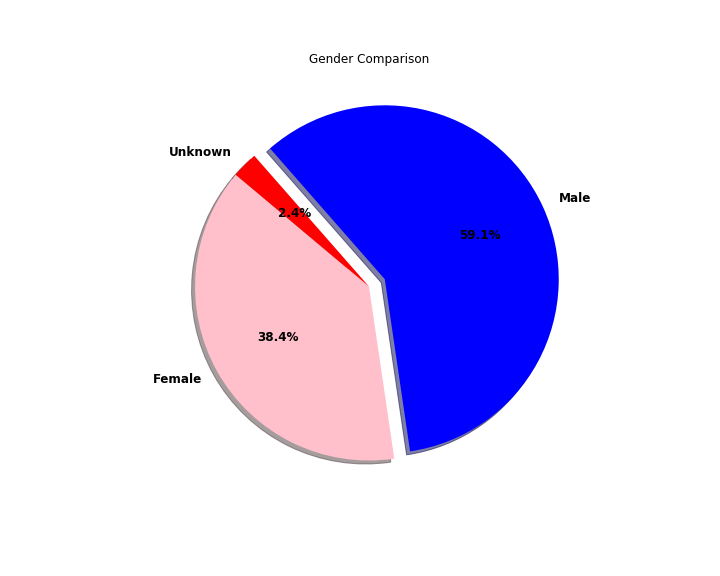 Gender Comparison
Unknown
Male
2.4%
59.1%
38.4%
Female